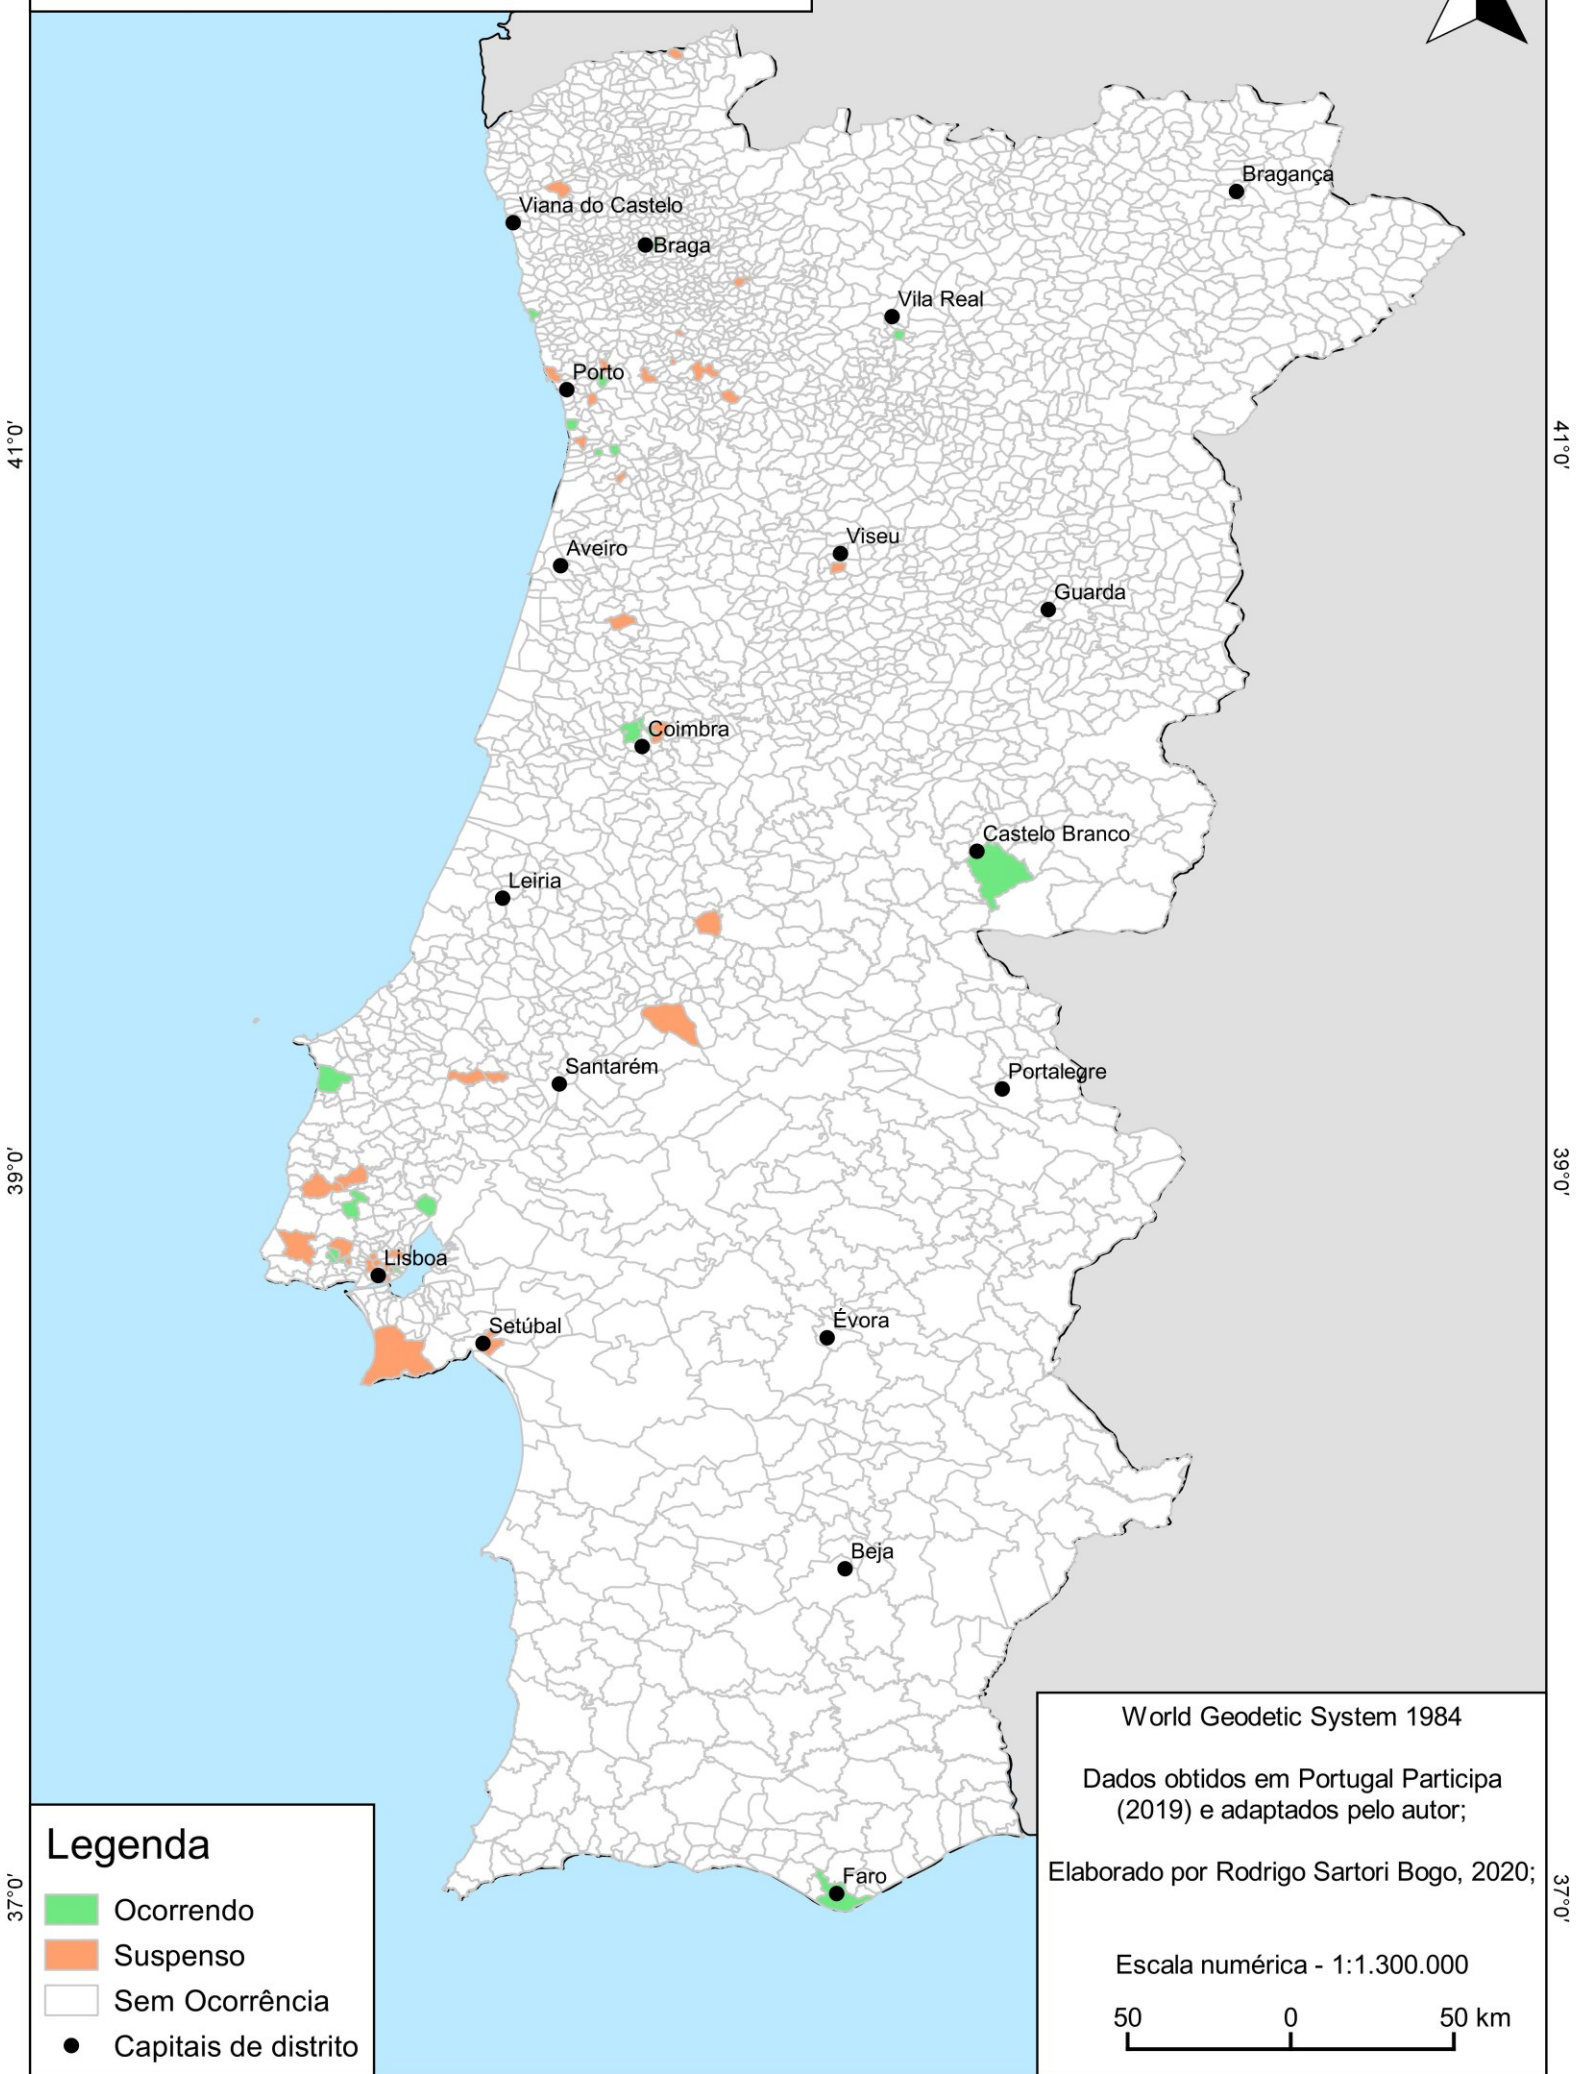 Bragança
Viana do Castelo
Braga
Vila Real
Porto
41°0'
41°0'
Viseu
Aveiro
Guarda
Coimbra
Castelo Branco
Leiria
Santarém
Portalegre
39°0'
39°0'
Lisboa
Setúbal
Évora
Beja
Faro
37°0'
37°0'
Legenda
Ocorrendo
Suspenso
Sem Ocorrência
Capitais de distrito
World Geodetic System 1984
Dados obtidos em Portugal Participa
(2019) e adaptados pelo autor;
Elaborado por Rodrigo Sartori Bogo, 2020;
Escala numérica - 1:1.300.000
50 0 50 km